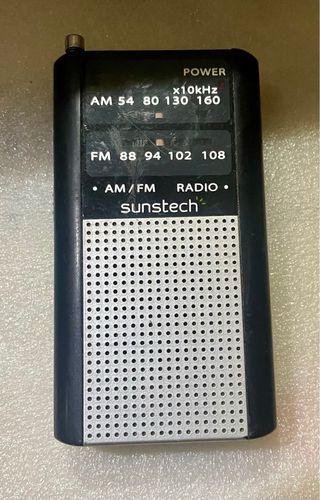 POWER
x10kHz
AM 54 80 130 160
FM 88 94 102 108
• AM/FM RADIO •
sunstech